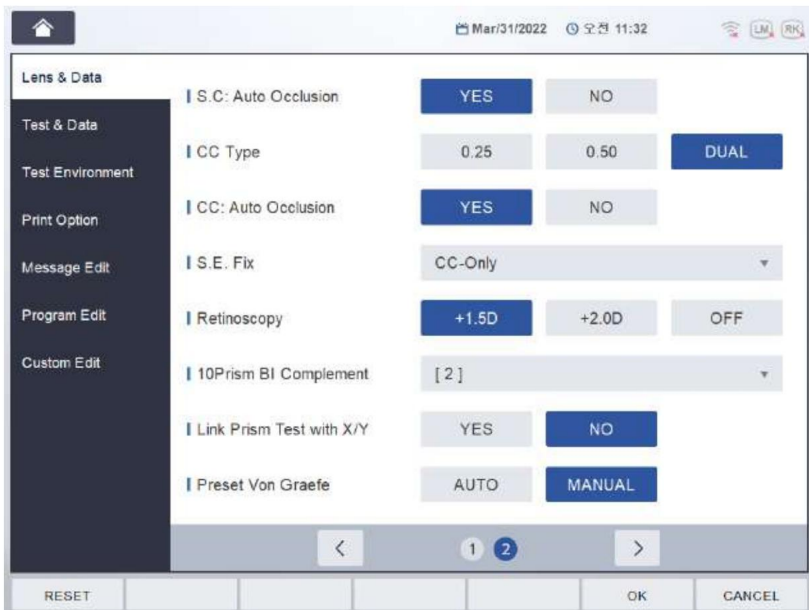 Mar/31/2022 오전 11:32 LM RK
Lens & Data
Test & Data
Test Environment
Print Option
Message Edit
Program Edit
Custom Edit
S.C: Auto Occlusion YES NO
CC Type 0.25 0.50 DUAL
CC: Auto Occlusion YES NO
S.E. Fix CC-Only
Retinoscopy +1.5D +2.0D OFF
10Prism BI Complement [ 2 ]
Link Prism Test with X/Y YES NO
Preset Von Graefe AUTO MANUAL
< 1 2 >
RESET OK CANCEL